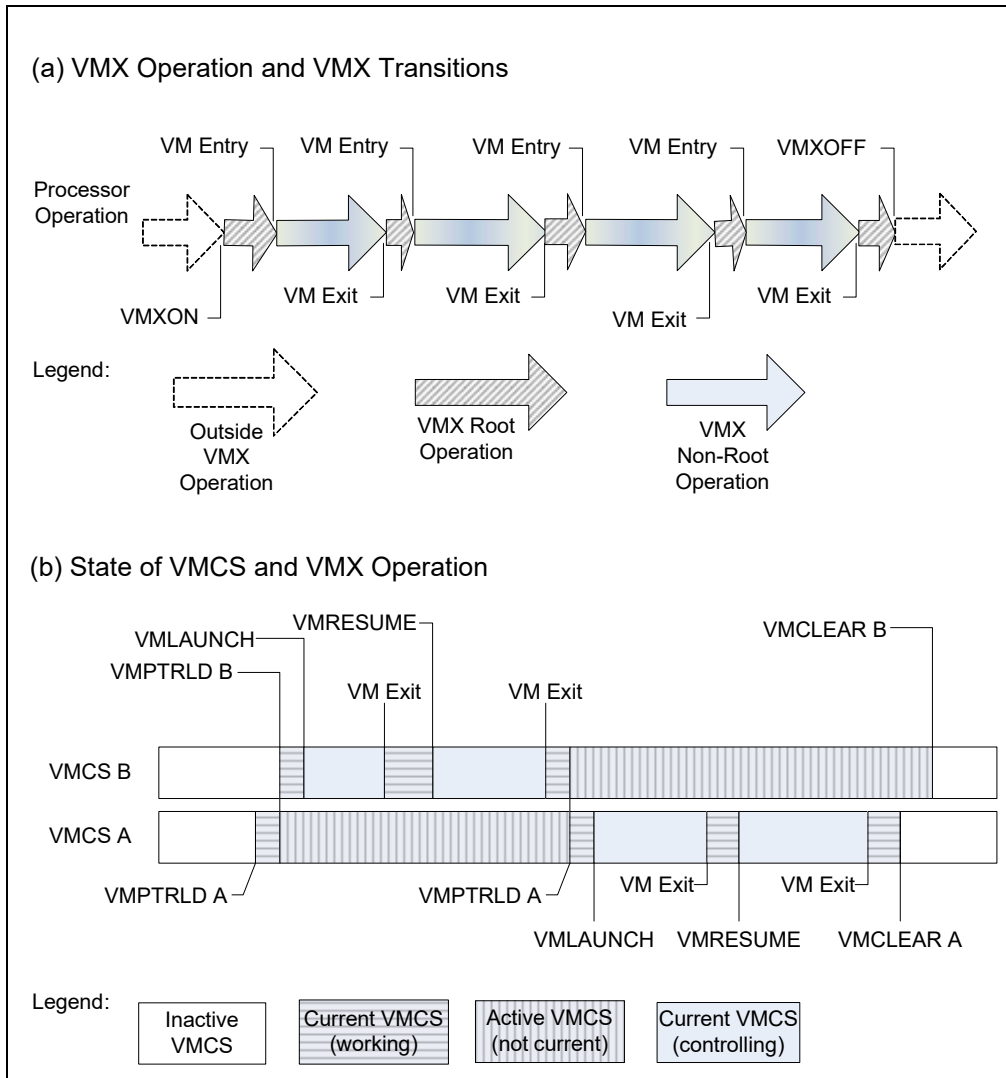 (a) VMX Operation and VMX Transitions
VM Entry
VM Entry
VM Entry
VM Entry
VMXOFF
Processor
Operation
VM Exit
VM Exit
VM Exit
VM Exit
VMXON
Legend:
Outside
VMX
Operation
VMX Root
Operation
VMX
Non-Root
Operation
(b) State of VMCS and VMX Operation
VMRESUME
VMLAUNCH
VMCLEAR B
VMPTRLD B
VM Exit
VM Exit
VMCS B
VMCS A
VMPTRLD A
VMPTRLD A
VM Exit
VM Exit
VMLAUNCH
VMRESUME
VMCLEAR A
Legend:
Inactive
VMCS
Current VMCS
(working)
Active VMCS
(not current)
Current VMCS
(controlling)